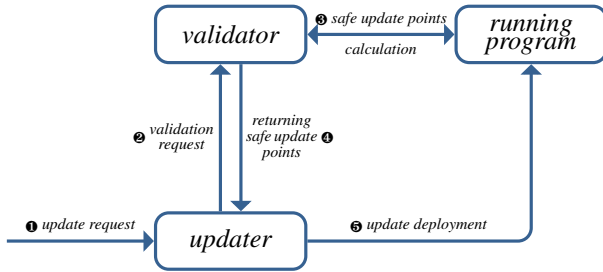 validator
❸ safe update points
calculation
running
program
❷ validation
request
returning
safe update ❹
points
❶ update request
updater
❺ update deployment